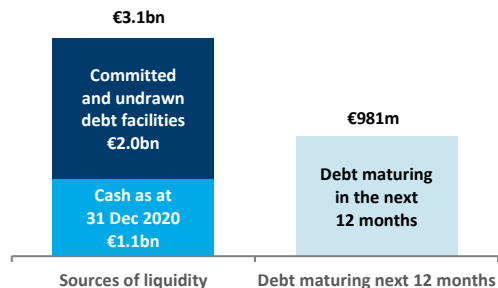 €3.1bn
Committed
and undrawn
debt facilities
€2.0bn
Cash as at
31 Dec 2020
€1.1bn
€981m
Debt maturing
in the next
12 months
Sources of liquidity
Debt maturing next 12 months